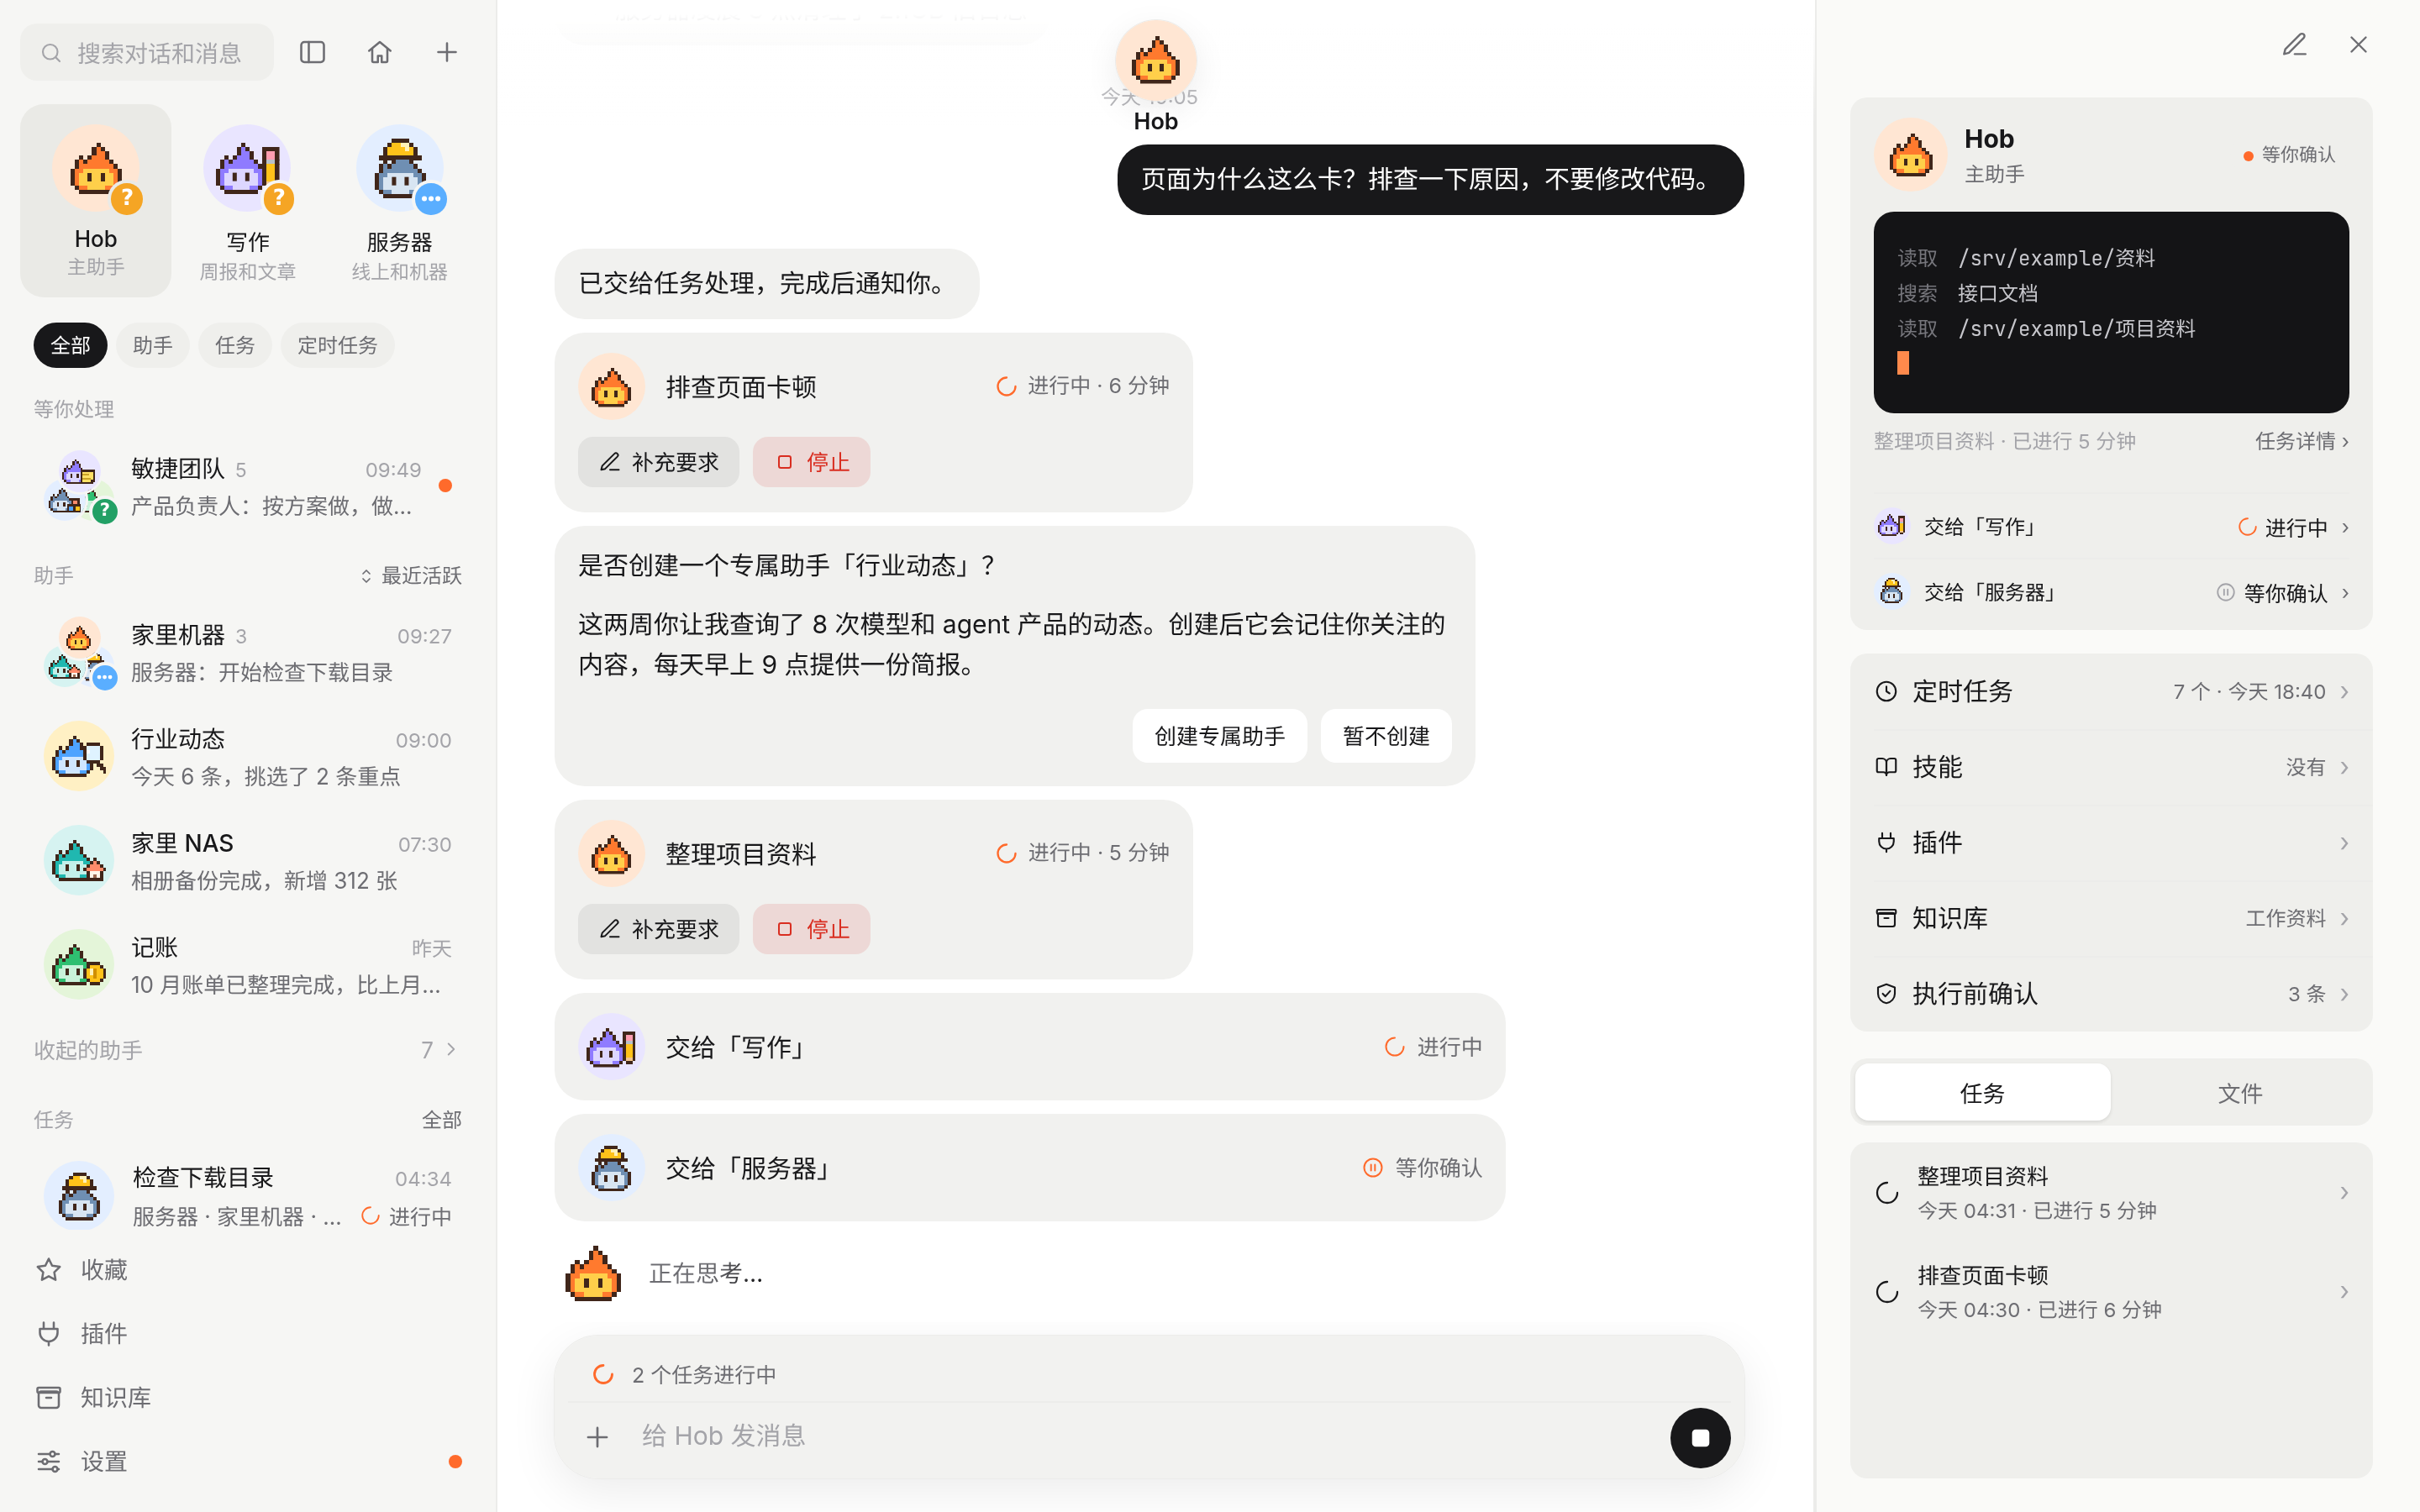 搜索对话和消息
Hob
主助手
写作
周报和文章
服务器
线上和机器
全部
助手
任务
定时任务
等你处理
敏捷团队 5
09:49
产品负责人：按方案做，做...
助手
最近活跃
家里机器 3
09:27
服务器：开始检查下载目录
行业动态
09:00
今天 6 条，挑选了 2 条重点
家里 NAS
07:30
相册备份完成，新增 312 张
记账
昨天
10 月账单已整理完成，比上月...
收起的助手
7
任务
全部
检查下载目录
04:34
服务器 · 家里机器 · ...
进行中
收藏
插件
知识库
设置
今天
:05
Hob
页面为什么这么卡？排查一下原因，不要修改代码。
已交给任务处理，完成后通知你。
排查页面卡顿
进行中 · 6 分钟
补充要求
停止
是否创建一个专属助手「行业动态」？
这两周你让我查询了 8 次模型和 agent 产品的动态。创建后它会记住你关注的
内容，每天早上 9 点提供一份简报。
创建专属助手
暂不创建
整理项目资料
进行中 · 5 分钟
补充要求
停止
交给「写作」
进行中
交给「服务器」
等你确认
正在思考...
2 个任务进行中
给 Hob 发消息
Hob
主助手
等你确认
读取 /srv/example/资料
搜索 接口文档
读取 /srv/example/项目资料
整理项目资料 · 已进行 5 分钟
任务详情 ›
交给「写作」
进行中 ›
交给「服务器」
等你确认 ›
定时任务
7 个 · 今天 18:40
技能
没有
插件
知识库
工作资料
执行前确认
3 条
任务
文件
整理项目资料
今天 04:31 · 已进行 5 分钟
排查页面卡顿
今天 04:30 · 已进行 6 分钟